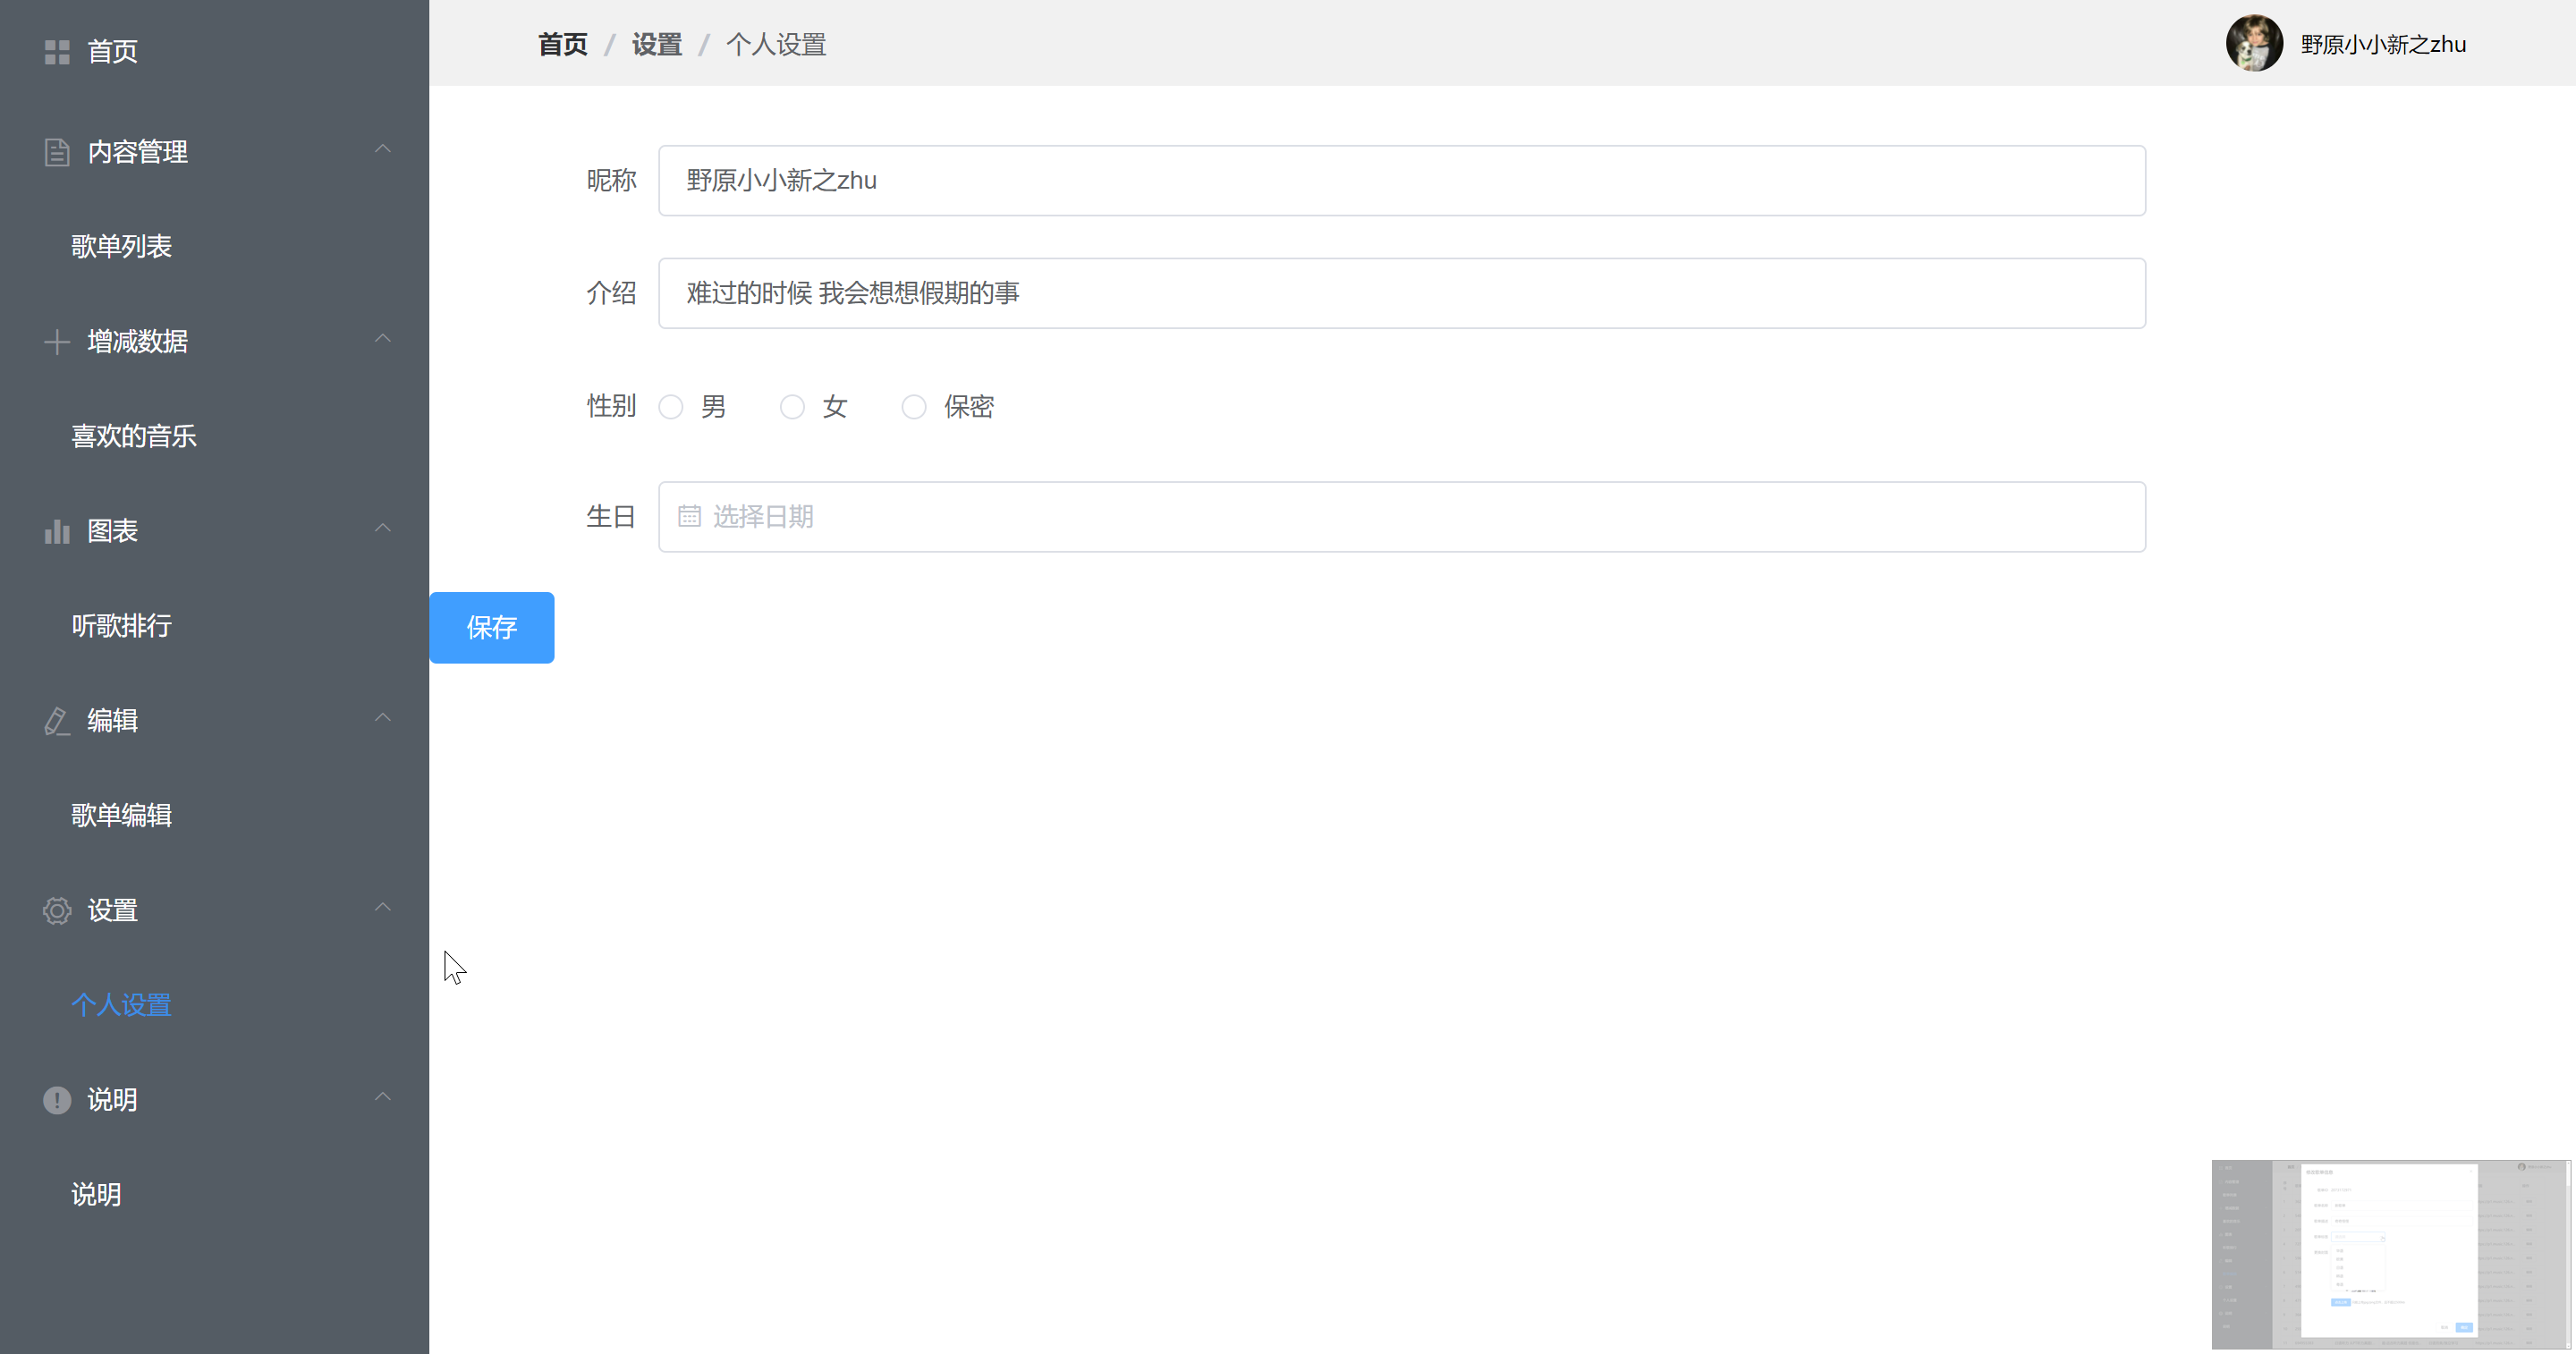 首页
内容管理
歌单列表
增减数据
喜欢的音乐
图表
听歌排行
编辑
歌单编辑
设置
个人设置
说明
说明
首页 / 设置 / 个人设置
野原小小新之zhu
昵称 野原小小新之zhu
介绍 难过的时候 我会想想假期的事
性别 男 女 保密
生日 选择日期
保存